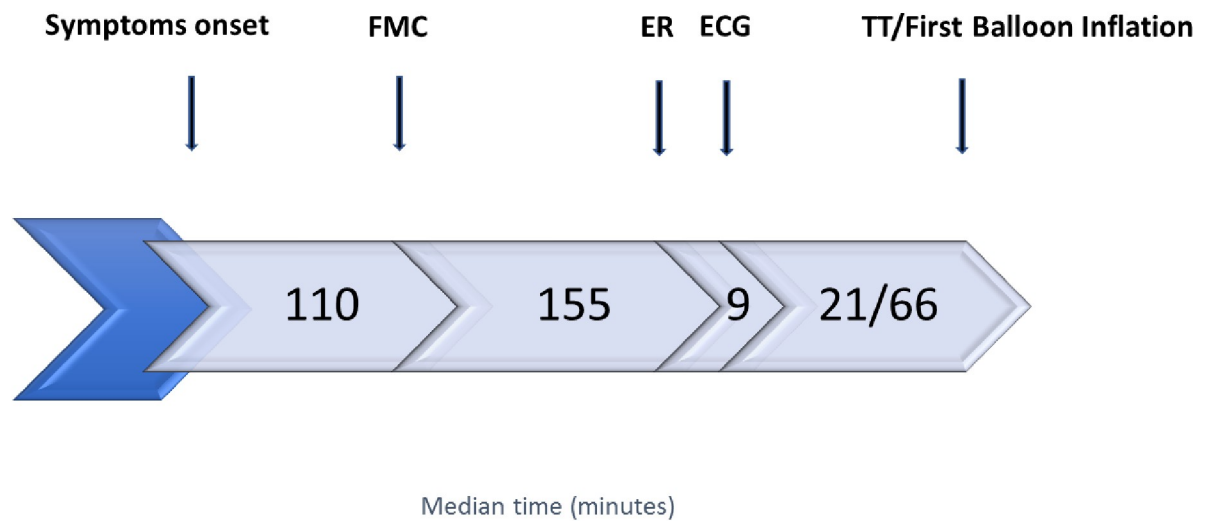 Symptoms onset FMC ER ECG TT/First Balloon Inflation
110 155 9 21/66
Median time (minutes)